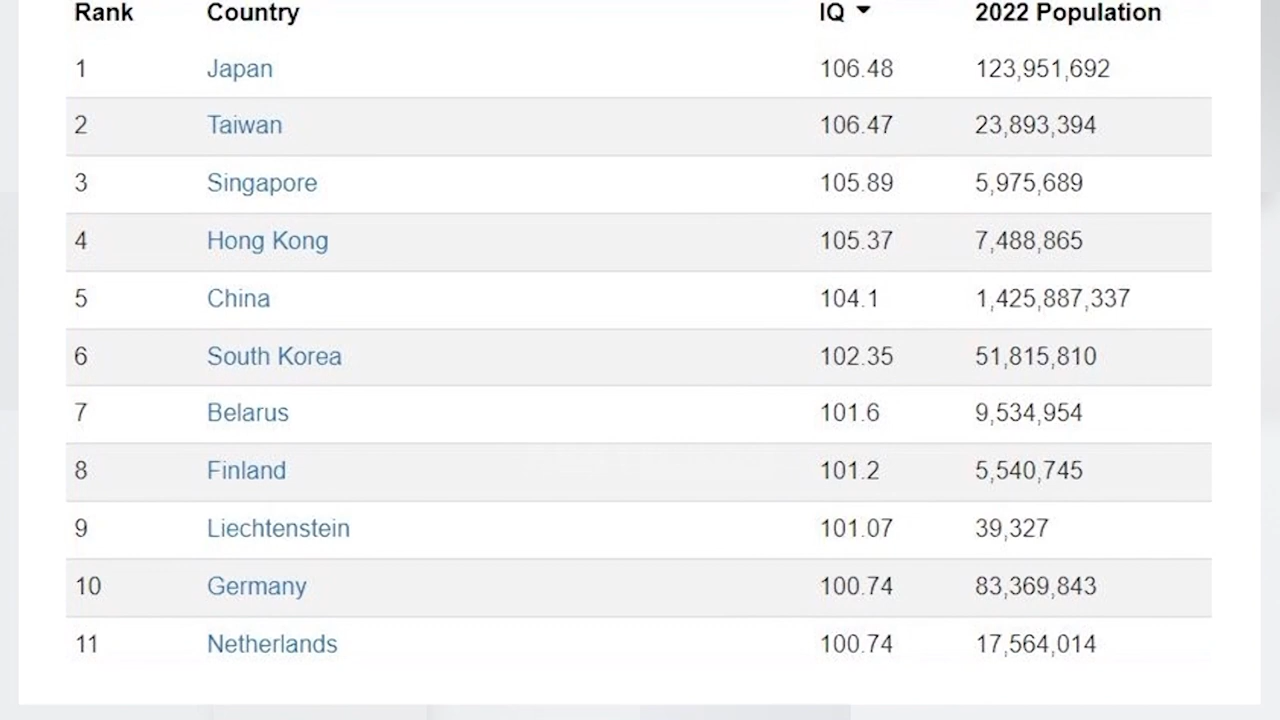 Rank Country IQ 2022 Population
1 Japan 106.48 123,951,692
2 Taiwan 106.47 23,893,394
3 Singapore 105.89 5,975,689
4 Hong Kong 105.37 7,488,865
5 China 104.1 1,425,887,337
6 South Korea 102.35 51,815,810
7 Belarus 101.6 9,534,954
8 Finland 101.2 5,540,745
9 Liechtenstein 101.07 39,327
10 Germany 100.74 83,369,843
11 Netherlands 100.74 17,564,014